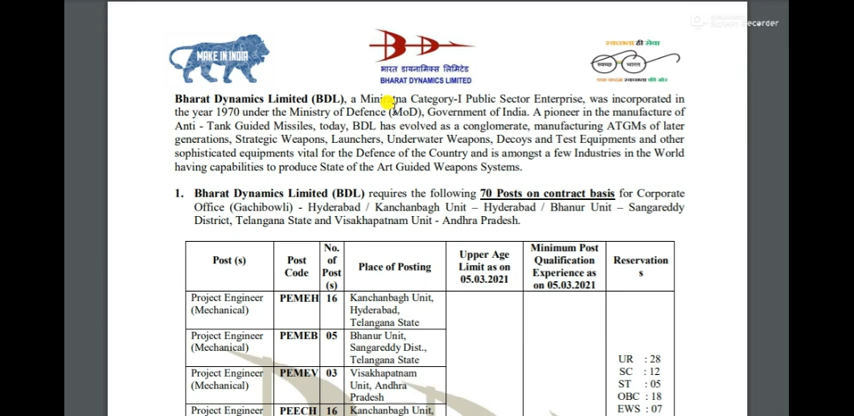 MAKE IN INDIA
भारत डायनामिक्स लिमिटेड
BHARAT DYNAMICS LIMITED
स्वच्छता ही सेवा
स्वच्छ भारत
एक कदम स्वच्छता की ओर
Bharat Dynamics Limited (BDL), a Miniratna Category-I Public Sector Enterprise, was incorporated in
the year 1970 under the Ministry of Defence (MoD), Government of India. A pioneer in the manufacture of
Anti - Tank Guided Missiles, today, BDL has evolved as a conglomerate, manufacturing ATGMs of later
generations, Strategic Weapons, Launchers, Underwater Weapons, Decoys and Test Equipments and other
sophisticated equipments vital for the Defence of the Country and is amongst a few Industries in the World
having capabilities to produce State of the Art Guided Weapons Systems.
1. Bharat Dynamics Limited (BDL) requires the following 70 Posts on contract basis for Corporate
Office (Gachibowli) - Hyderabad / Kanchanbagh Unit – Hyderabad / Bhanur Unit – Sangareddy
District, Telangana State and Visakhapatnam Unit - Andhra Pradesh.
Post (s)
Post
Code
No.
of
Post
(s)
Place of Posting
Upper Age
Limit as on
05.03.2021
Minimum Post
Qualification
Experience as
on 05.03.2021
Reservation
s
Project Engineer
(Mechanical)
PEMEH
16
Kanchanbagh Unit,
Hyderabad,
Telangana State
Project Engineer
(Mechanical)
PEMEB
05
Bhanur Unit,
Sangareddy Dist.,
Telangana State
Project Engineer
(Mechanical)
PEMEV
03
Visakhapatnam
Unit, Andhra
Pradesh
Project Engineer
PEECH
16
Kanchanbagh Unit,
UR : 28
SC : 12
ST : 05
OBC : 18
EWS : 07